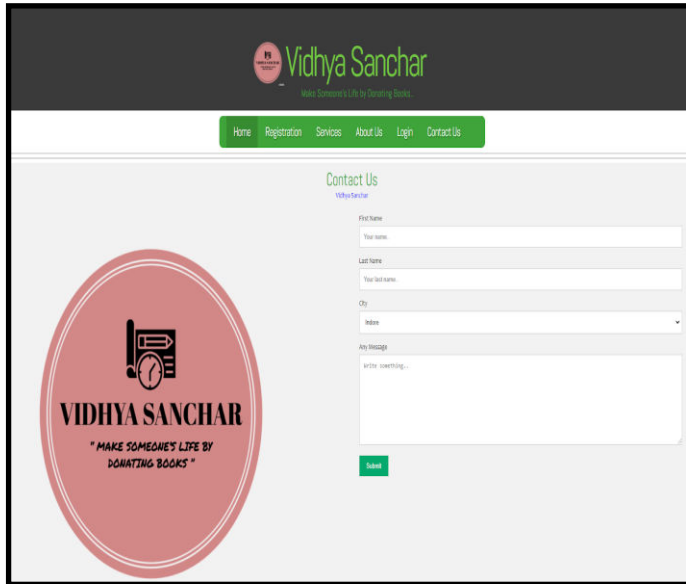 Vidhya Sanchar
Make Someone's Life by Donating Books.
Home Registration Services About Us Login Contact Us
Contact Us
Vidhya Sanchar
First Name
Your name.
Last Name
Your last name.
City
Indore
Any Message
Write something..
Submit
VIDHYA SANCHAR
" MAKE SOMEONE'S LIFE BY
DONATING BOOKS "